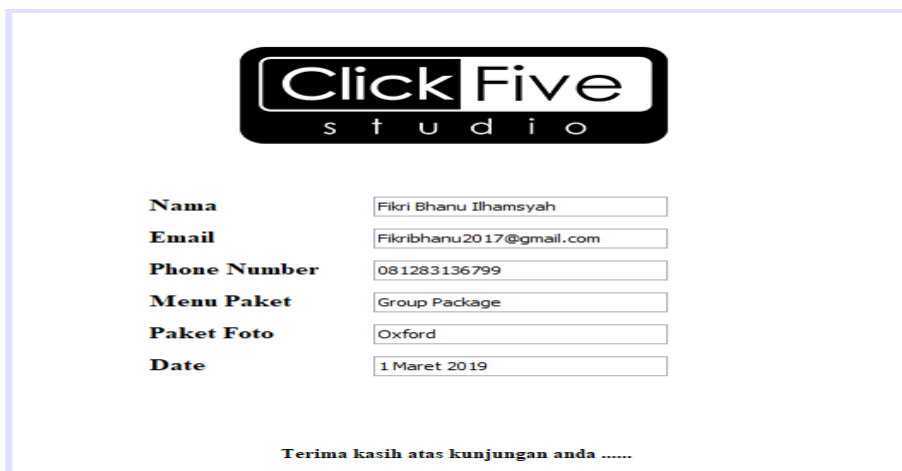 Click Five
studio
Nama Fikri Bhanu Ilhamsyah
Email Fikribhanu2017@gmail.com
Phone Number 081283136799
Menu Paket Group Package
Paket Foto Oxford
Date 1 Maret 2019
Terima kasih atas kunjungan anda ......